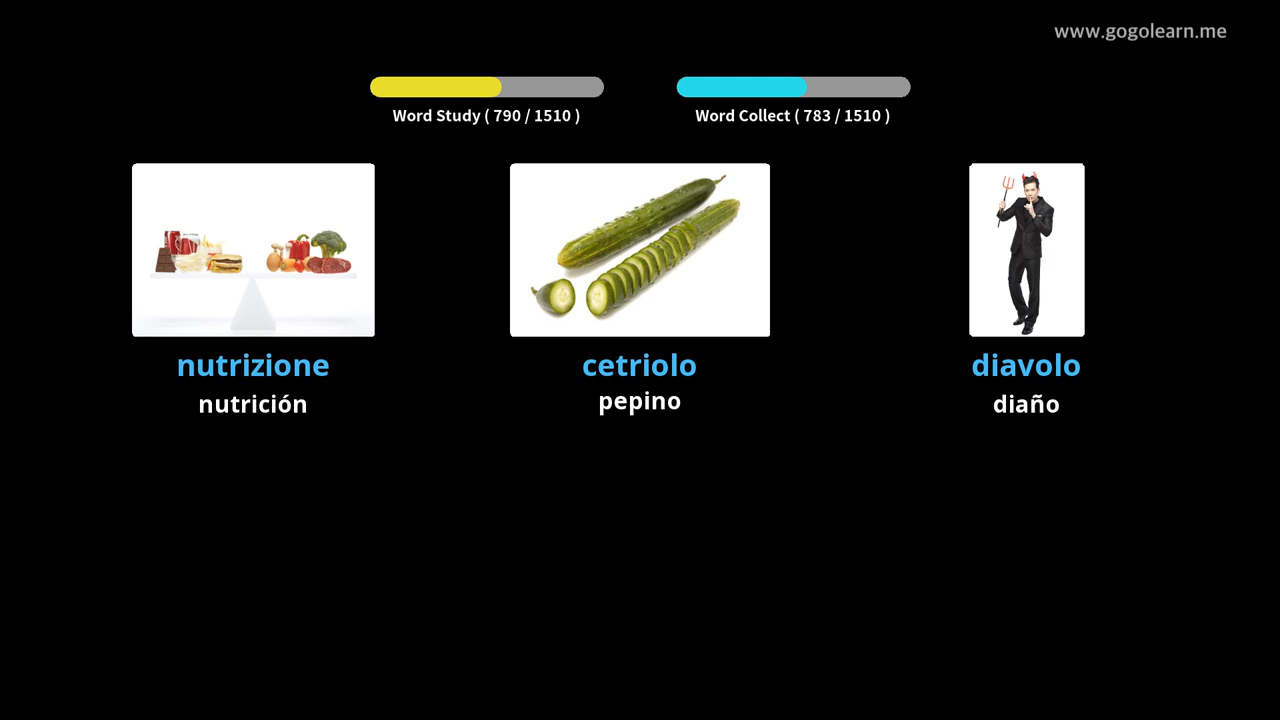 www.gogolearn.me
Word Study ( 790 / 1510 )
Word Collect ( 783 / 1510 )
nutrizione
nutrición
cetriolo
pepino
diavolo
diaño